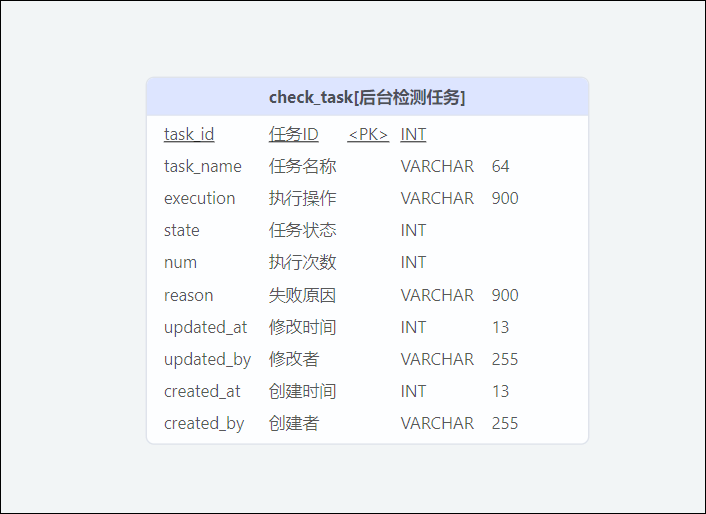 check_task[后台检测任务]
task_id 任务ID <PK> INT
task_name 任务名称 VARCHAR 64
execution 执行操作 VARCHAR 900
state 任务状态 INT
num 执行次数 INT
reason 失败原因 VARCHAR 900
updated_at 修改时间 INT 13
updated_by 修改者 VARCHAR 255
created_at 创建时间 INT 13
created_by 创建者 VARCHAR 255